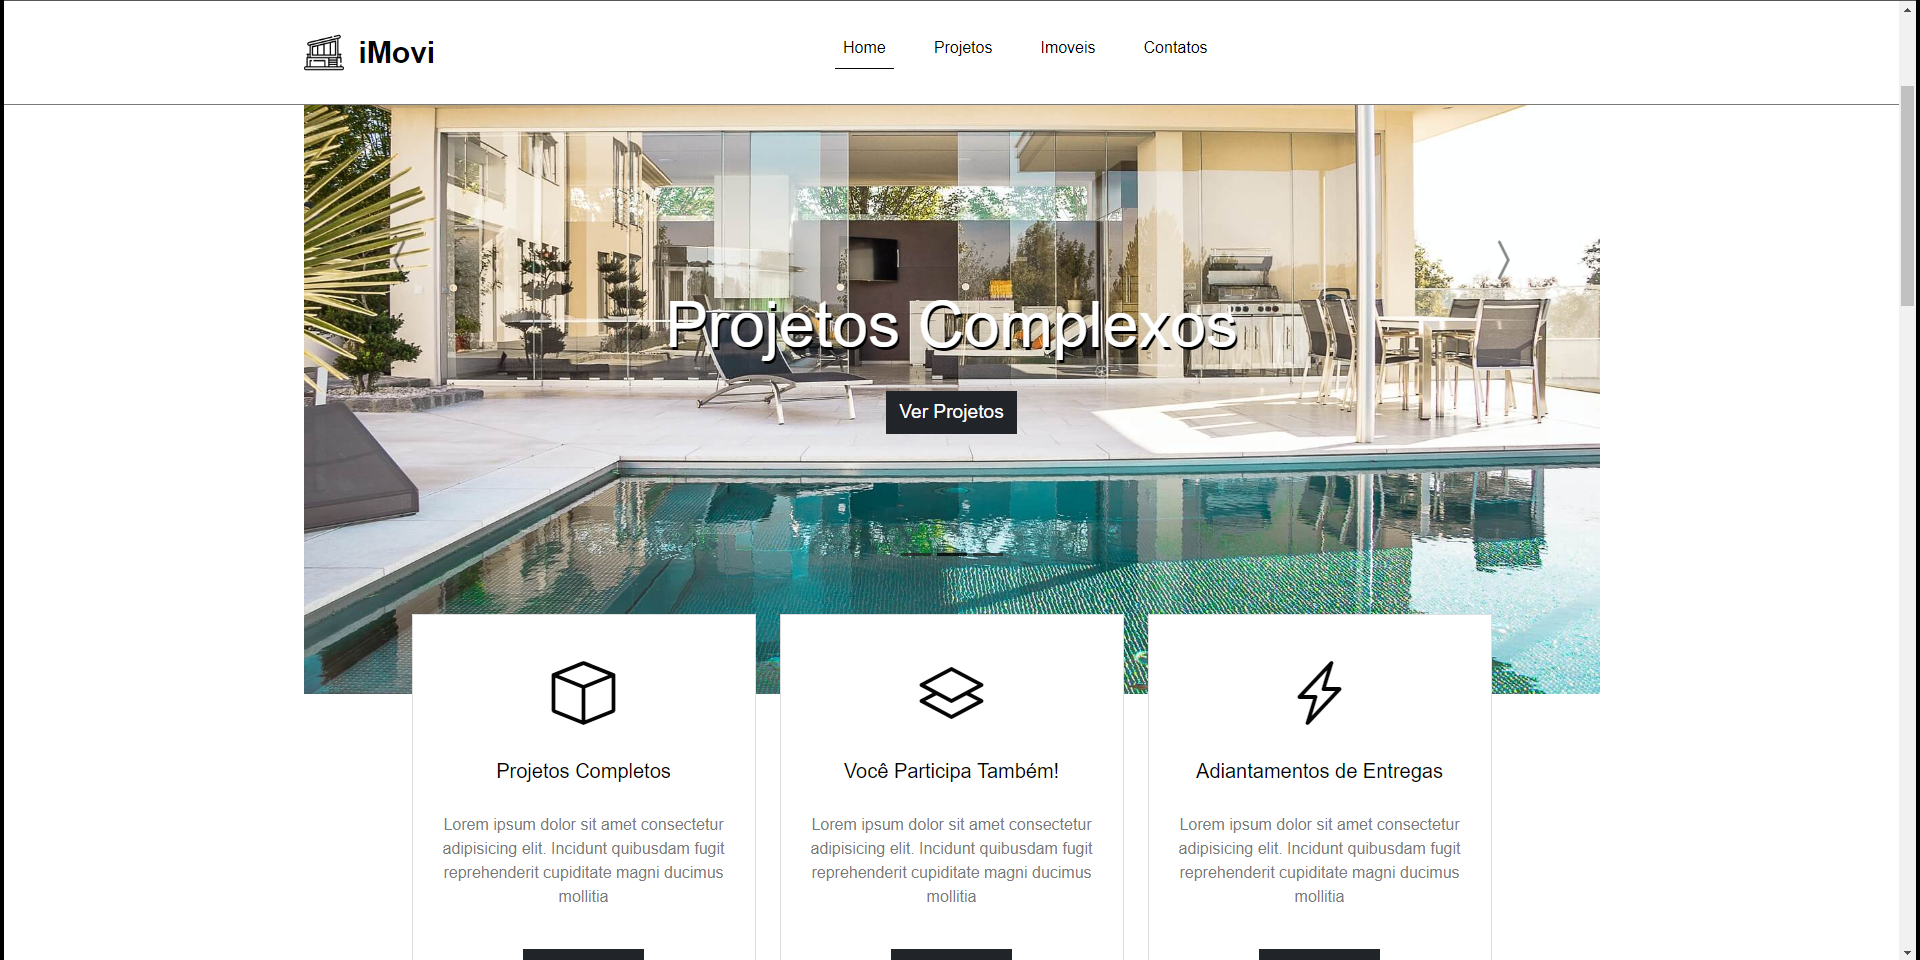 iMovi
Home Projetos Imoveis Contatos
Projetos Complexos
Ver Projetos
Projetos Completos
Lorem ipsum dolor sit amet consectetur
adipisicing elit. Incidunt quibusdam fugit
reprehenderit cupiditate magni ducimus
mollitia
Você Participa Também!
Lorem ipsum dolor sit amet consectetur
adipisicing elit. Incidunt quibusdam fugit
reprehenderit cupiditate magni ducimus
mollitia
Adiantamentos de Entregas
Lorem ipsum dolor sit amet consectetur
adipisicing elit. Incidunt quibusdam fugit
reprehenderit cupiditate magni ducimus
mollitia